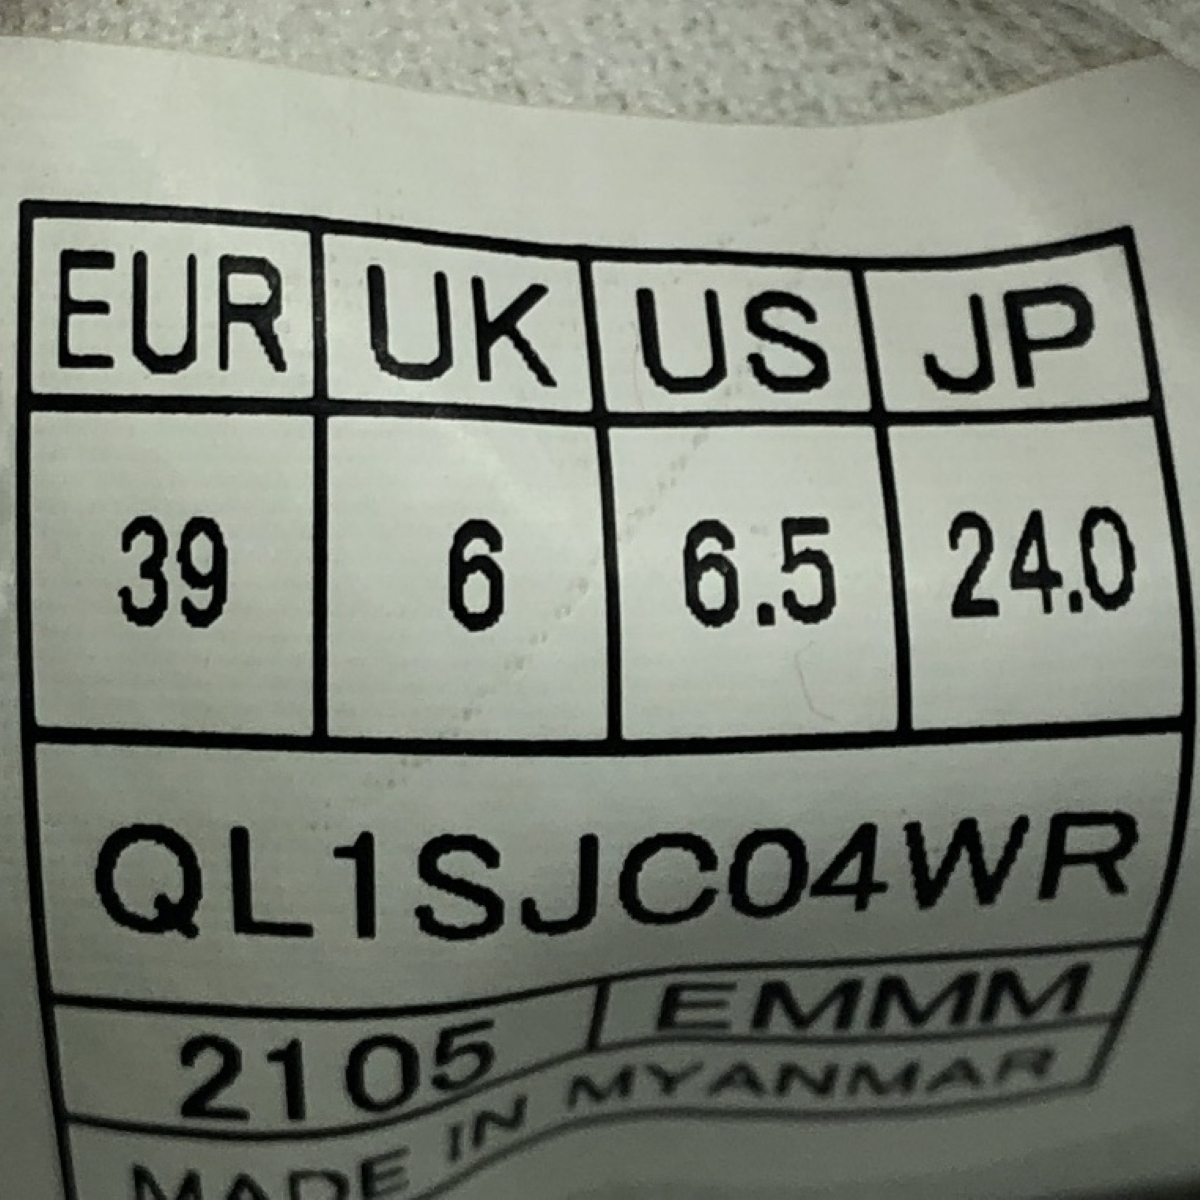 EUR UK US JP
39 6 6.5 24.0
QL1SJC04WR
2105 EMMM
MADE IN MYANMAR